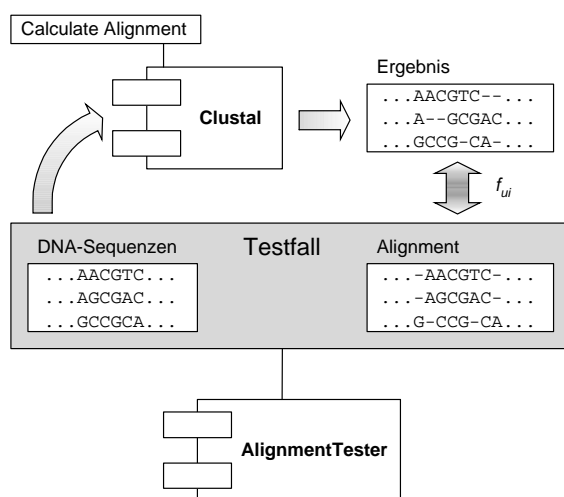 Calculate Alignment
Clustal
Ergebnis
...AACGTC--...
...A--GCGAC...
...GCCG-CA-...
fui
DNA-Sequenzen
Testfall
Alignment
...AACGTC...
...AGCGAC...
...GCCGCA...
...-AACGTC-...
...-AGCGAC-...
...G-CCG-CA...
AlignmentTester